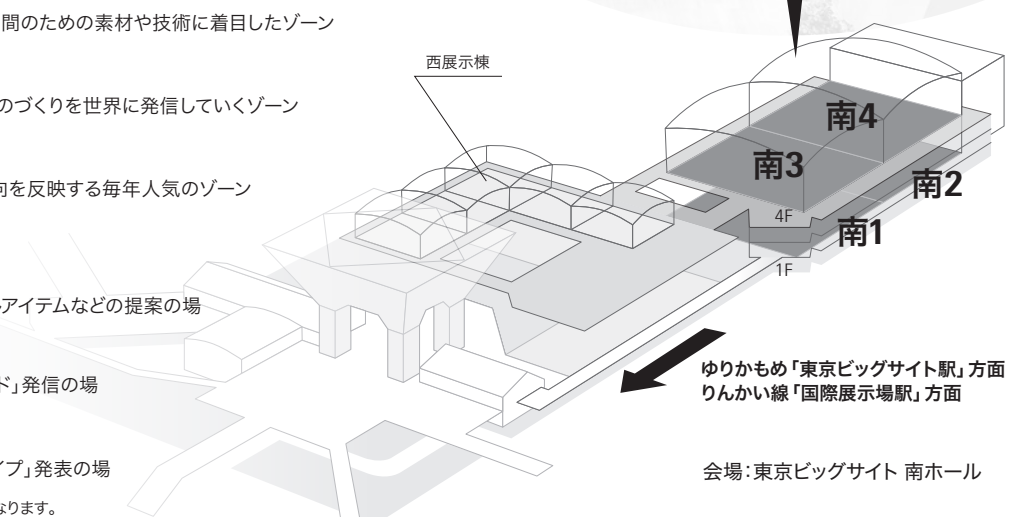 間のための素材や技術に着目したゾーン
のづくりを世界に発信していくゾーン
向を反映する毎年人気のゾーン
アイテムなどの提案の場
ド」発信の場
イプ」発表の場
なります。
西展示棟
南4
南3
南2
南1
4F
1F
ゆりかもめ「東京ビッグサイト駅」方面
りんかい線「国際展示場駅」方面
会場：東京ビッグサイト 南ホール